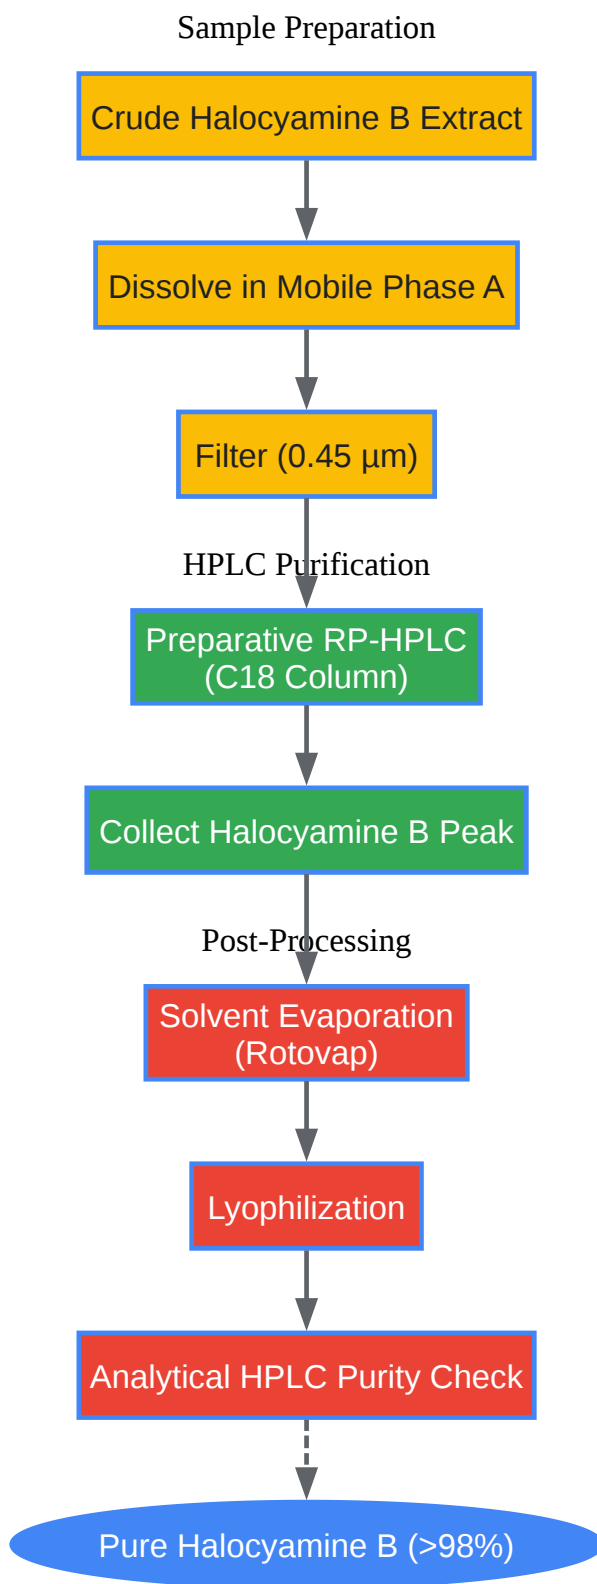 Sample Preparation
Crude Halocyamine B Extract
Dissolve in Mobile Phase A
Filter (0.45 µm)
HPLC Purification
Preparative RP-HPLC
(C18 Column)
Collect Halocyamine B Peak
Post-Processing
Solvent Evaporation
(Rotovap)
Lyophilization
Analytical HPLC Purity Check
Pure Halocyamine B (>98%)